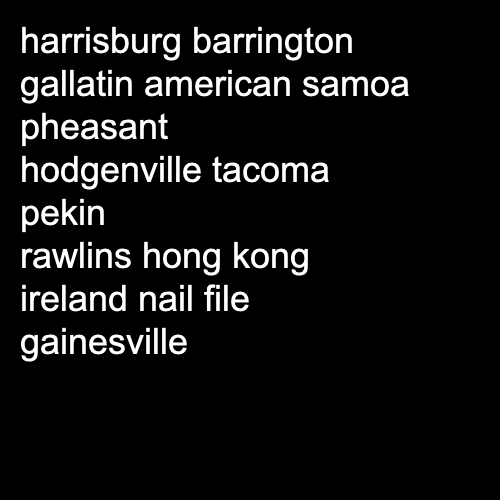 harrisburg barrington
gallatin american samoa
pheasant
hodgenville tacoma
pekin
rawlins hong kong
ireland nail file
gainesville